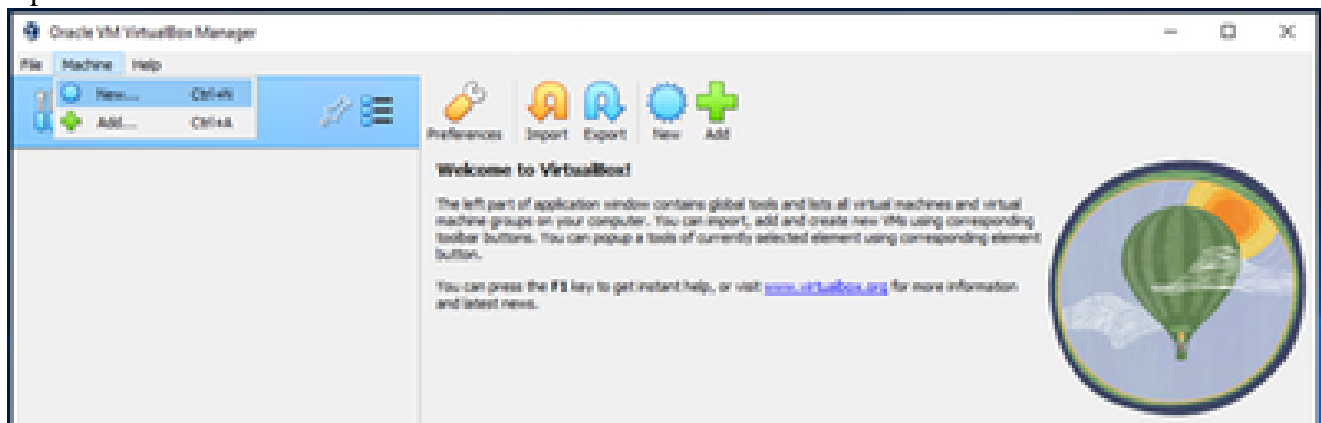 Oracle VM VirtualBox Manager
File Machine Help
New... Ctrl+N
Add... Ctrl+A
Preferences Import Export New Add
Welcome to VirtualBox!
The left part of application window contains global tools and lists all virtual machines and virtual
machine groups on your computer. You can import, add and create new VMs using corresponding
toolbar buttons. You can popup a tools of currently selected element using corresponding element
button.
You can press the F1 key to get instant help, or visit www.virtualbox.org for more information
and latest news.